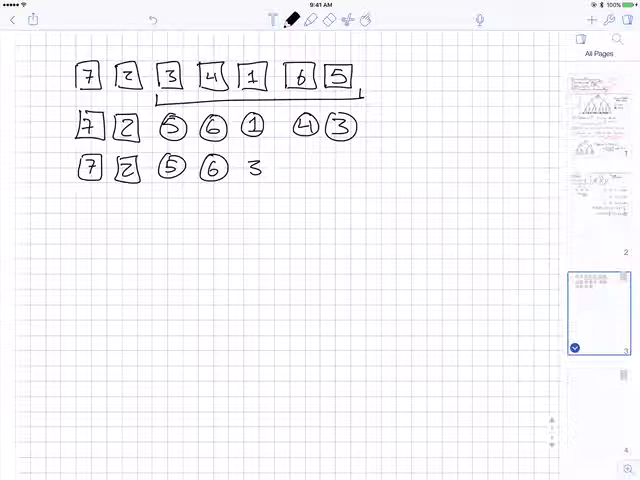 9:41 AM
100%
All Pages
7 2 3 4 1 6 5
7 2 5 6 1 4 3
7 2 5 6 3
1
2
3
4